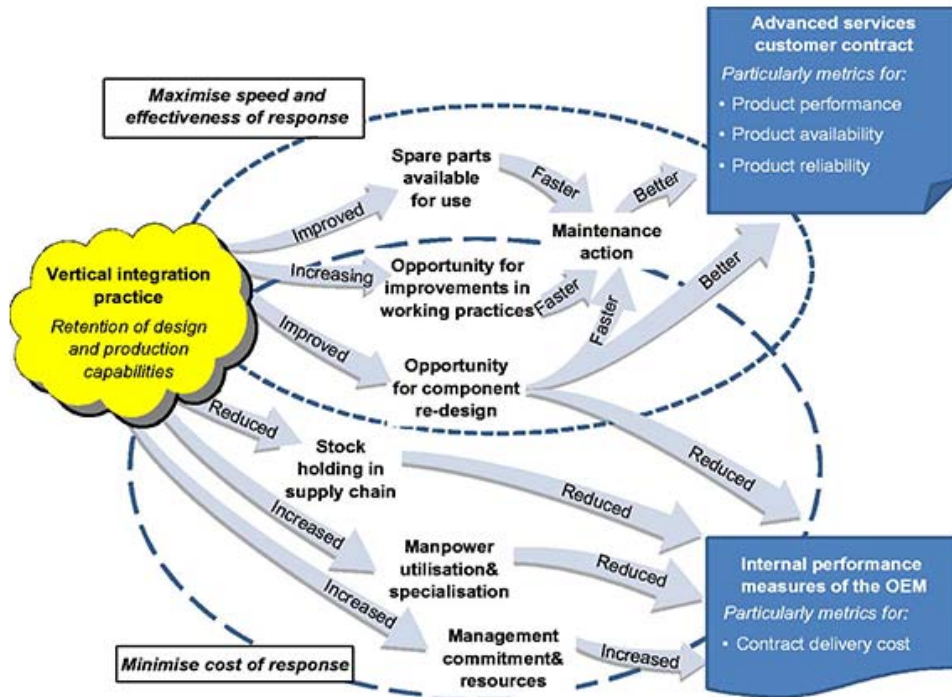 Advanced services
customer contract
Particularly metrics for:
• Product performance
• Product availability
• Product reliability
Maximise speed and
effectiveness of response
Spare parts
available
for use
Faster
Better
Improved
Maintenance
action
Vertical integration
practice
Retention of design
and production
capabilities
Increasing
Opportunity for
improvements in
working practices
Faster
Faster
Better
Improved
Opportunity
for component
re-design
Reduced
Stock
holding in
supply chain
Reduced
Reduced
Increased
Manpower
utilisation&
specialisation
Reduced
Increased
Management
commitment&
resources
Increased
Minimise cost of response
Internal performance
measures of the OEM
Particularly metrics for:
• Contract delivery cost